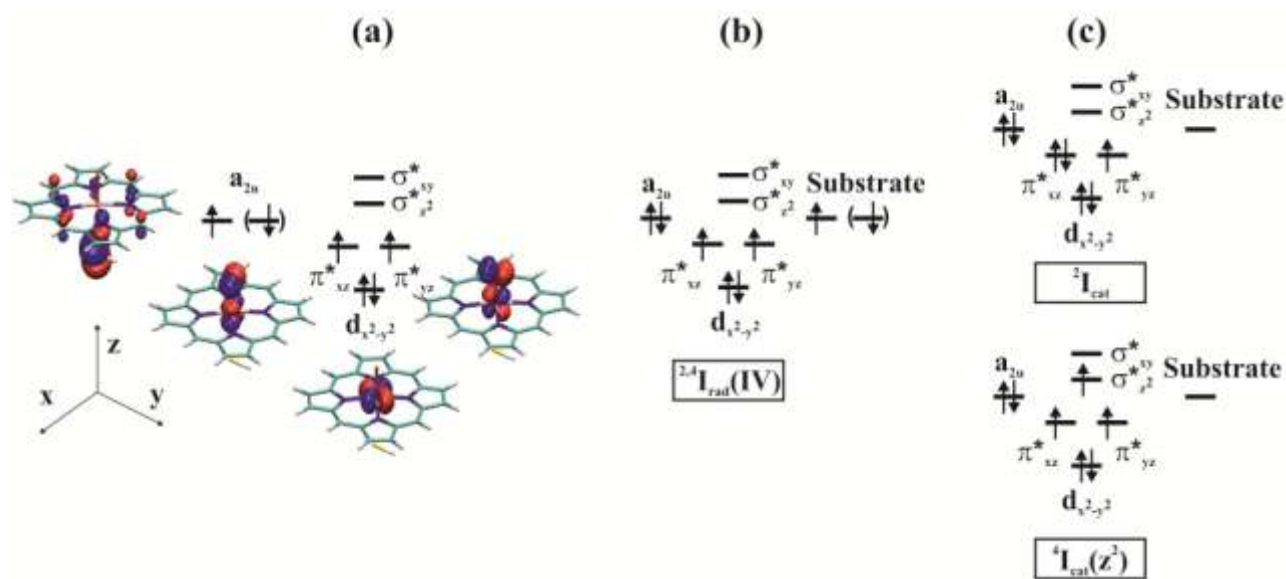 (a)
(b)
(c)
a₂ᵤ
σ*xy
σ*z²
π*xz
π*yz
dx²-y²
z
x
y
a₂ᵤ
σ*xy
σ*z²
Substrate
π*xz
π*yz
dx²-y²
²,⁴Irad(IV)
a₂ᵤ
σ*xy
σ*z²
Substrate
π*xz
π*yz
dx²-y²
²Icat
a₂ᵤ
σ*xy
σ*z²
Substrate
π*xz
π*yz
dx²-y²
⁴Icat(z²)